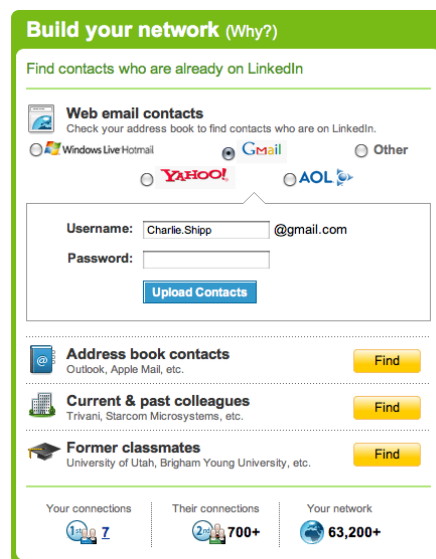 Build your network (Why?)
Find contacts who are already on LinkedIn
Web email contacts
Check your address book to find contacts who are on LinkedIn.
Windows Live Hotmail Gmail Other
YAHOO! AOL
Username: Charlie.Shipp @gmail.com
Password:
Upload Contacts
Address book contacts
Outlook, Apple Mail, etc.
Find
Current & past colleagues
Trivani, Starcom Microsystems, etc.
Find
Former classmates
University of Utah, Brigham Young University, etc.
Find
Your connections Their connections Your network
1st 7 2nd 700+ 63,200+